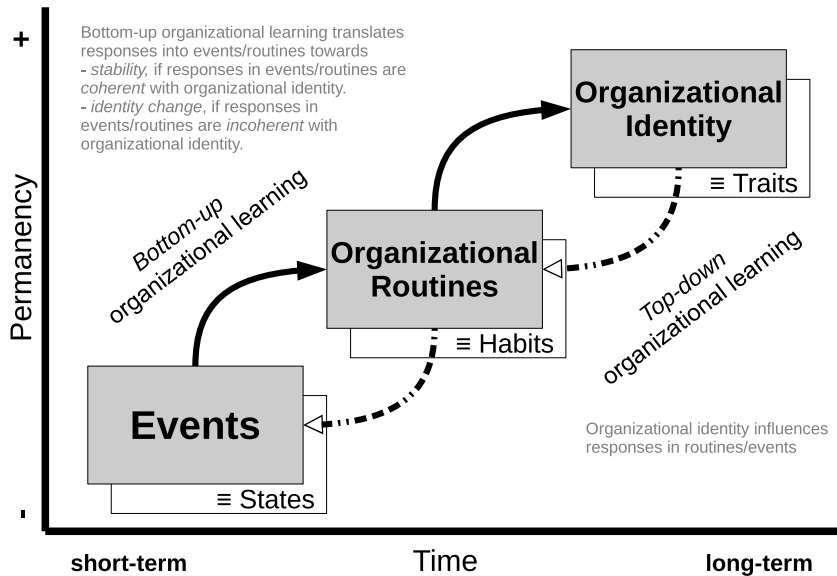 +
Bottom-up organizational learning translates
responses into events/routines towards
- stability, if responses in events/routines are
coherent with organizational identity.
- identity change, if responses in
events/routines are incoherent with
organizational identity.
Organizational
Identity
≡ Traits
Permanency
Bottom-up
organizational learning
Organizational
Routines
≡ Habits
Top-down
organizational learning
Events
≡ States
Organizational identity influences
responses in routines/events
-
short-term
Time
long-term